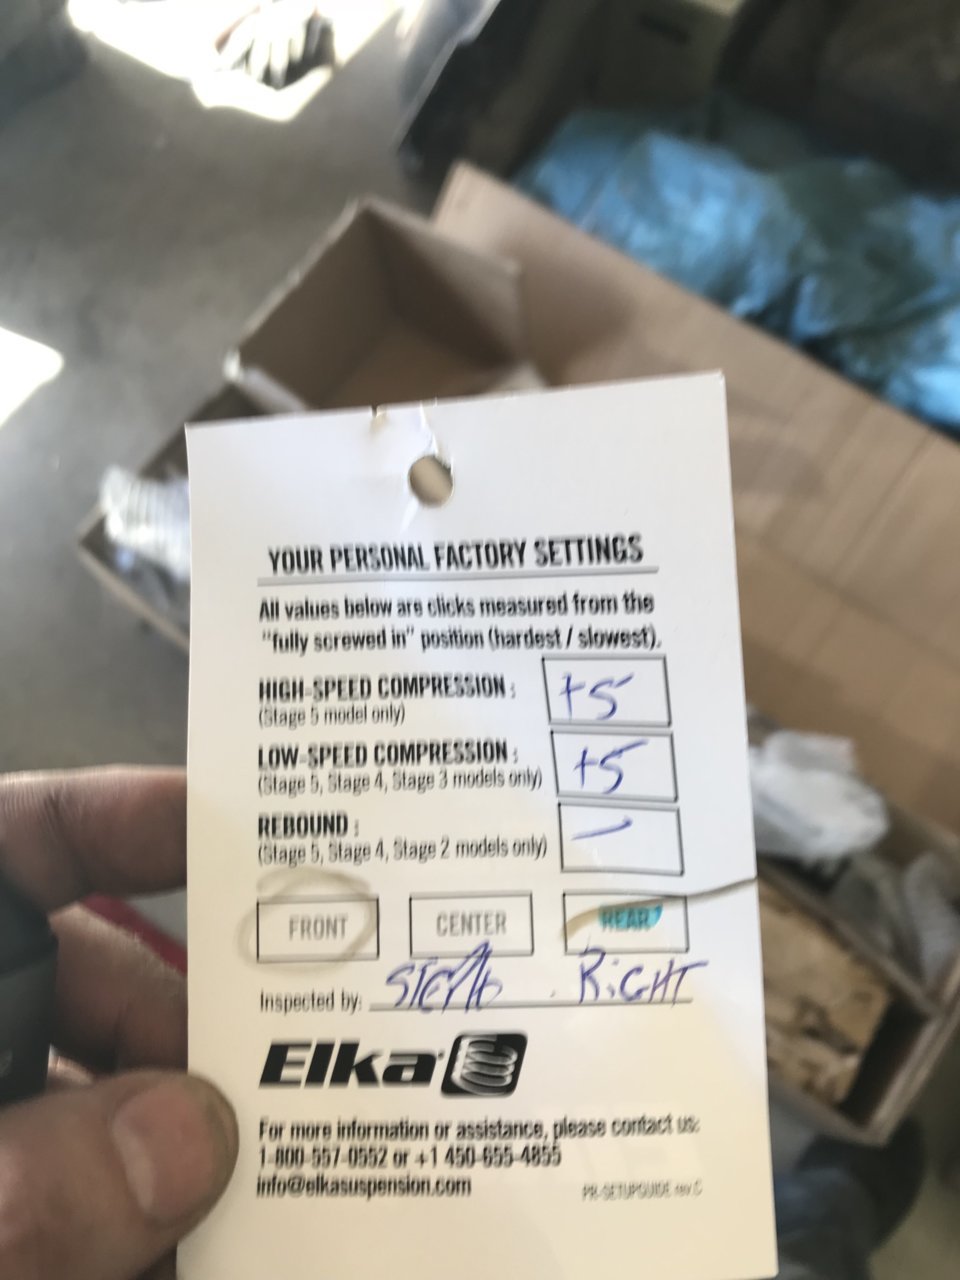 YOUR PERSONAL FACTORY SETTINGS
All values below are clicks measured from the
"fully screwed in" position (hardest / slowest).
HIGH-SPEED COMPRESSION : +5
(Stage 5 model only)
LOW-SPEED COMPRESSION : +5
(Stage 5, Stage 4, Stage 3 models only)
REBOUND : —
(Stage 5, Stage 4, Stage 2 models only)
FRONT CENTER REAR
Inspected by: RiGHT
Elka
For more information or assistance, please contact us:
1-800-557-0552 or +1 450-655-4855
info@elkasuspension.com
PR-SETUPGUIDE rev.C